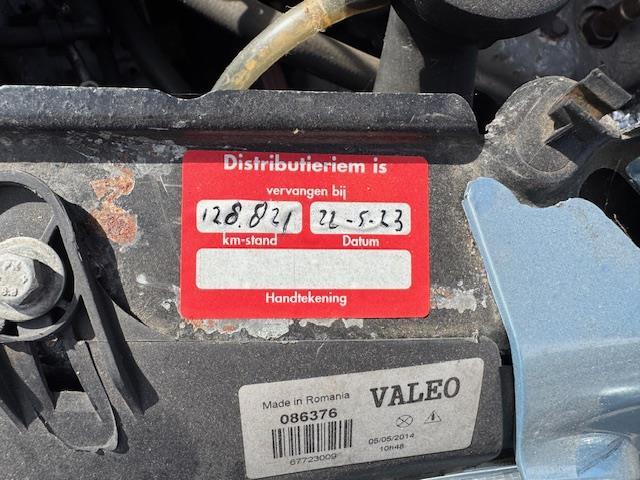 Distributieriem is
vervangen bij
128.821 22-5-23
km-stand Datum
Handtekening
Made in Romania VALEO
086376
67723009
05/05/2014
10h48